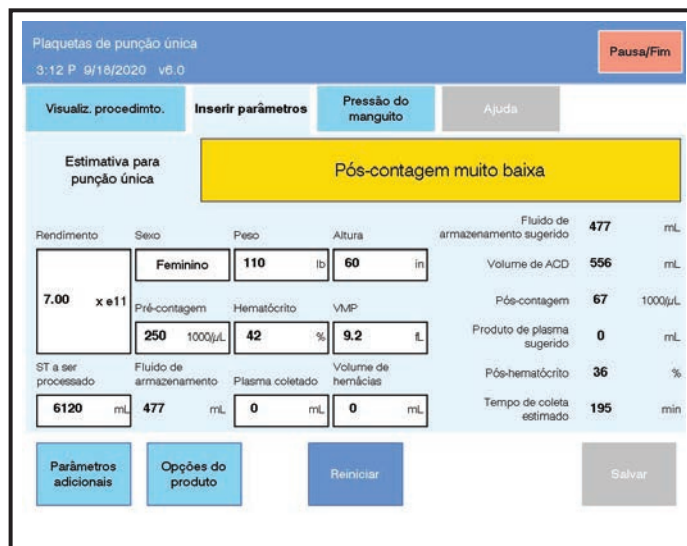 Plaquetas de punção única
Pausa/Fim
3:12 P 9/18/2020 v6.0
Visualiz. procedimto.
Inserir parâmetros
Pressão do
manguito
Ajuda
Estimativa para
punção única
Pós-contagem muito baixa
Rendimento
Sexo
Peso
Altura
Feminino
110 lb
60 in
7.00 x e11
Pré-contagem
Hematócrito
VMP
250 1000/µL
42 %
9.2 fL
ST a ser
processado
Fluido de
armazenamento
Plasma coletado
Volume de
hemácias
6120 mL
477 mL
0 mL
0 mL
Fluido de
armazenamento sugerido
477 mL
Volume de ACD
556 mL
Pós-contagem
67 1000/µL
Produto de plasma
sugerido
0 mL
Pós-hematócrito
36 %
Tempo de coleta
estimado
195 min
Parâmetros
adicionais
Opções do
produto
Reiniciar
Salvar